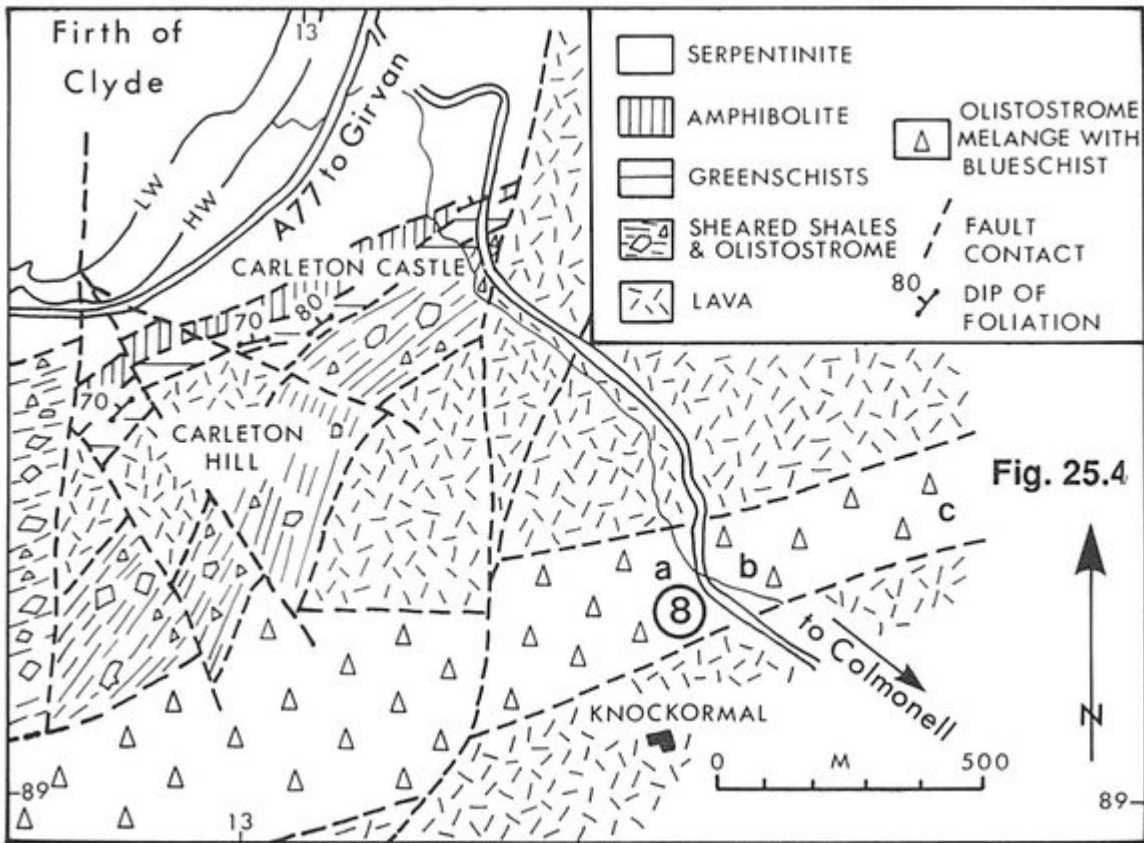 Firth of
Clyde
13
A77 to Girvan
LW
HW
SERPENTINITE
AMPHIBOLITE
GREENSCHISTS
SHEARED SHALES
& OLISTOSTROME
LAVA
OLISTOSTROME
MELANGE WITH
BLUESCHIST
FAULT
CONTACT
80
DIP OF
FOLIATION
CARLETON CASTLE
70
80
70
CARLETON
HILL
Fig. 25.4
c
a
b
8
to Colmonell
KNOCKORMAL
N
0 M 500
89
13
89